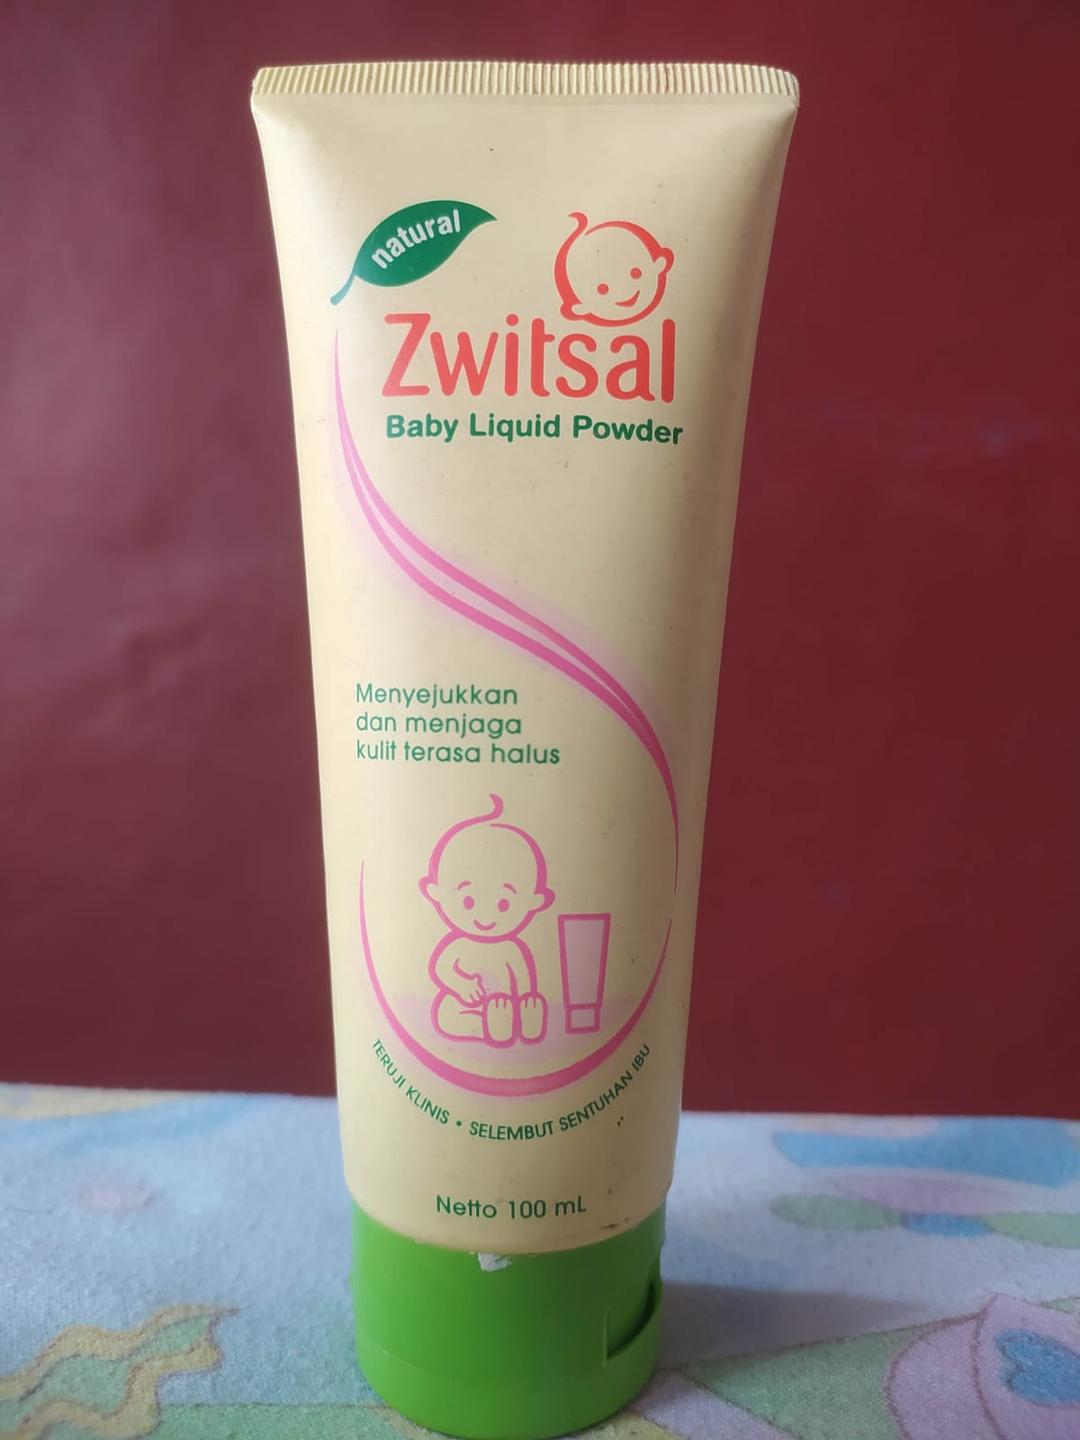 natural
Zwitsal
Baby Liquid Powder
Menyejukkan
dan menjaga
kulit terasa halus
TERUJI KLINIS • SELEMBUT SENTUHAN IBU
Netto 100 mL